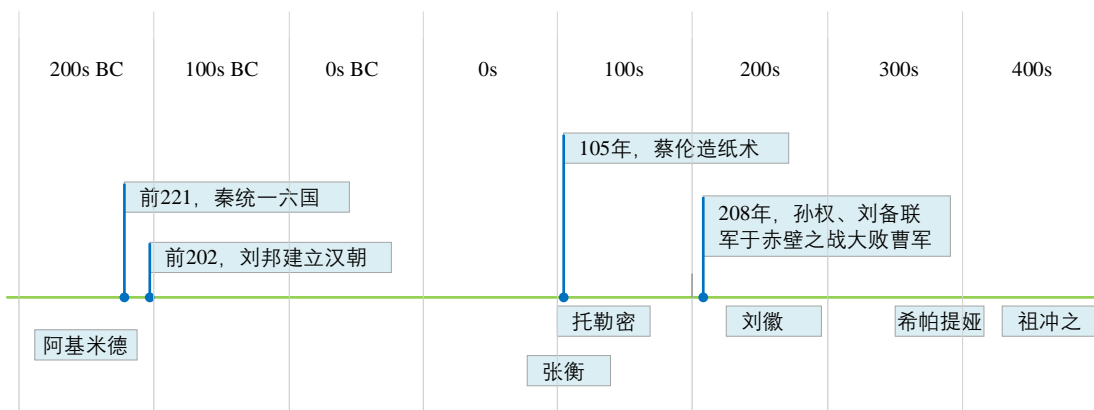 200s BC
100s BC
0s BC
0s
100s
200s
300s
400s
105年，蔡伦造纸术
前221，秦统一六国
208年，孙权、刘备联
军于赤壁之战大败曹军
前202，刘邦建立汉朝
托勒密
刘徽
希帕提娅
祖冲之
阿基米德
张衡